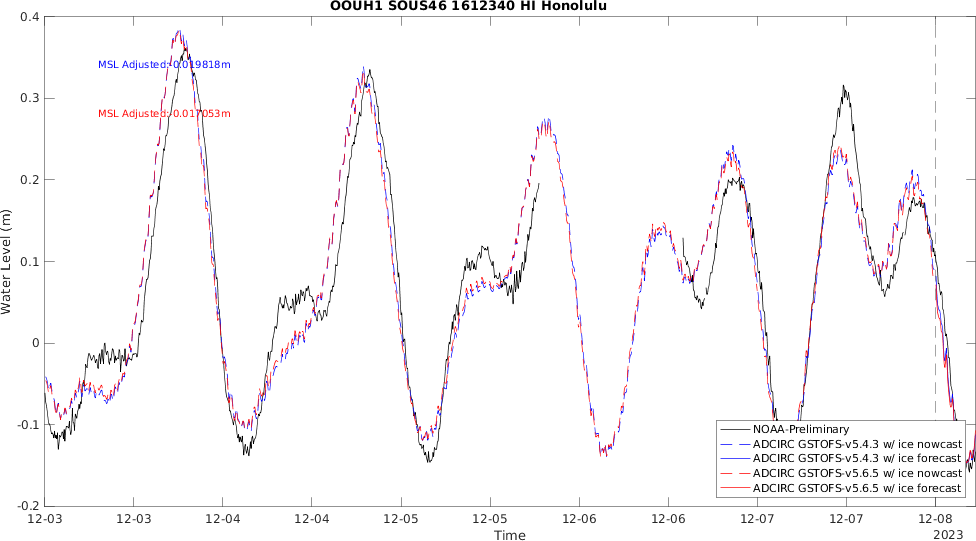 OOUH1 SOUS46 1612340 HI Honolulu
0.4
0.3
0.2
0.1
0
-0.1
-0.2
Water Level (m)
MSL Adjusted:-0.019818m
MSL Adjusted:-0.017053m
NOAA-Preliminary
ADCIRC GSTOFS-v5.4.3 w/ ice nowcast
ADCIRC GSTOFS-v5.4.3 w/ ice forecast
ADCIRC GSTOFS-v5.6.5 w/ ice nowcast
ADCIRC GSTOFS-v5.6.5 w/ ice forecast
12-03 12-03 12-04 12-04 12-05 12-05 12-06 12-06 12-07 12-07 12-08
2023
Time